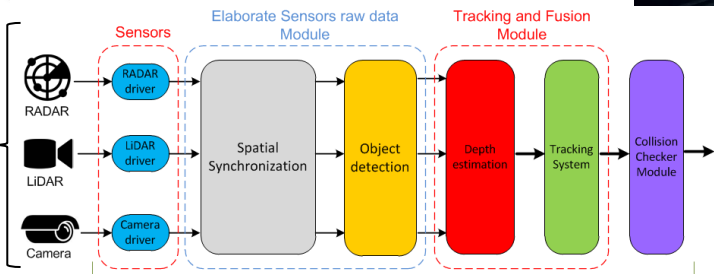 Elaborate Sensors raw data
Module
Tracking and Fusion
Module
Sensors
RADAR
RADAR
driver
LiDAR
LiDAR
driver
Camera
Camera
driver
Spatial
Synchronization
Object
detection
Depth
estimation
Tracking
System
Collision
Checker
Module